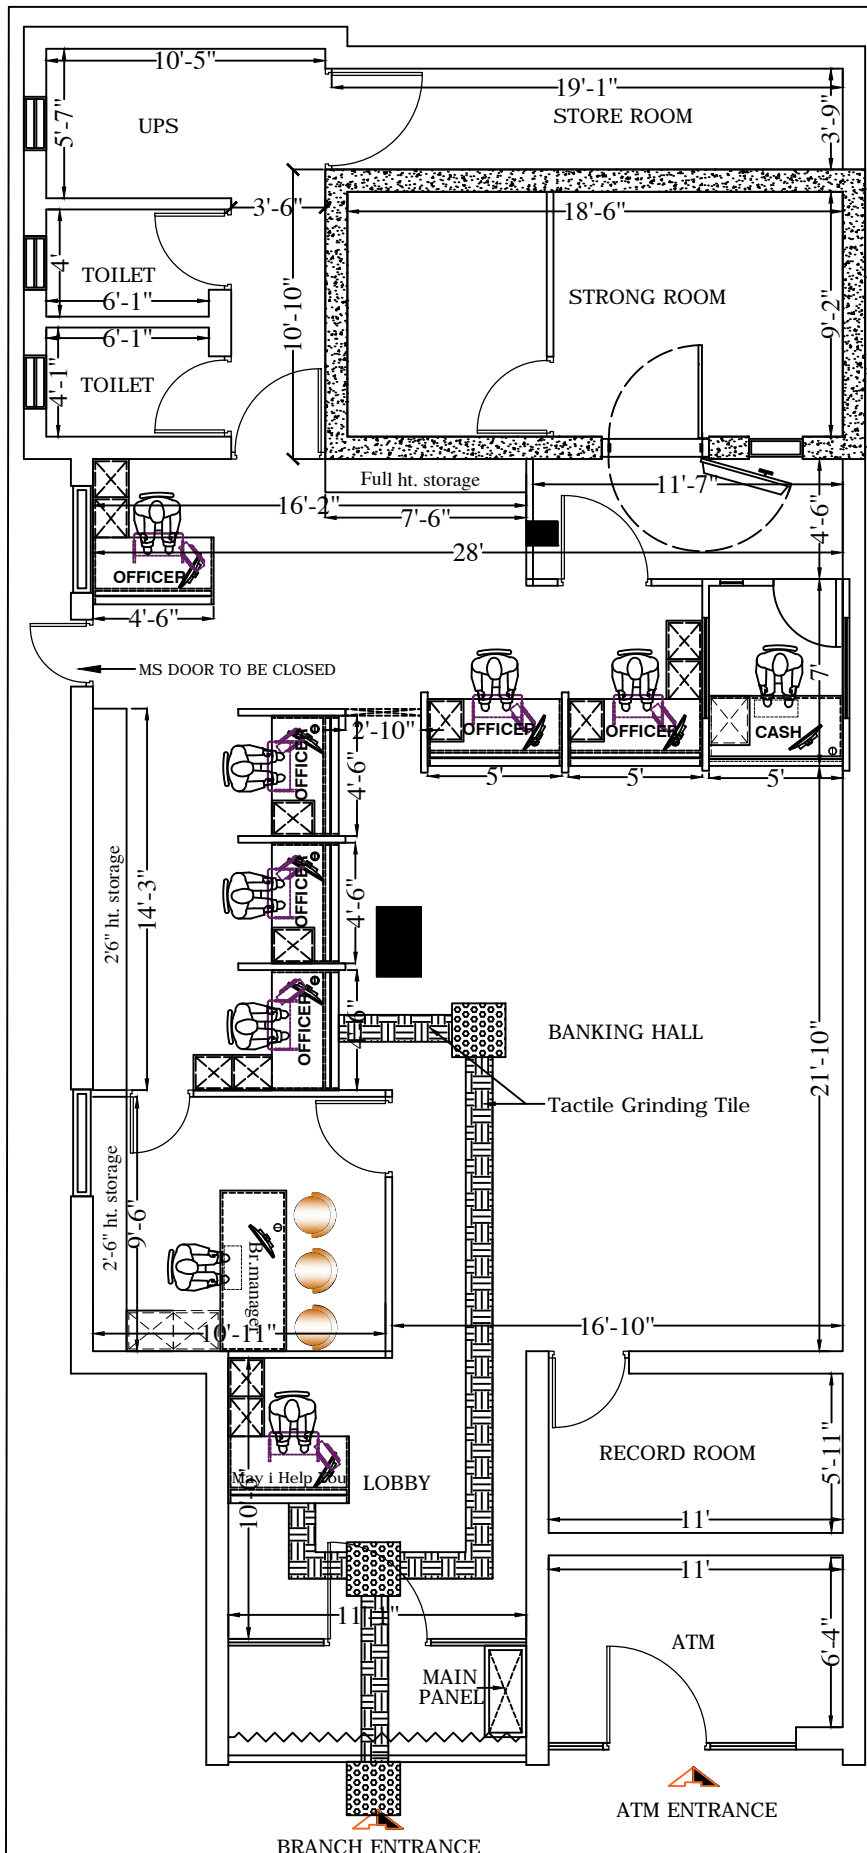 10'-5"
19'-1"
5'-7"
UPS
STORE ROOM
3'-9"
3'-6"
18'-6"
4'
TOILET
6'-1"
10'-10"
STRONG ROOM
9'-2"
6'-1"
4'-1"
TOILET
Full ht. storage
11'-7"
16'-2"
7'-6"
4'-6"
28'
OFFICER
4'-6"
MS DOOR TO BE CLOSED
7'
2'-10"
OFFICER
OFFICER
CASH
5'
5'
5'
OFFICER
4'-6"
2'6" ht. storage
14'-3"
OFFICER
4'-6"
OFFICER
4'-6"
BANKING HALL
21'-10"
Tactile Grinding Tile
2'-6" ht. storage
9'-6"
Br.manager
10'-11"
16'-10"
May i Help You
LOBBY
RECORD ROOM
5'-11"
11'
11'
ATM
6'-4"
MAIN
PANEL
ATM ENTRANCE
BRANCH ENTRANCE